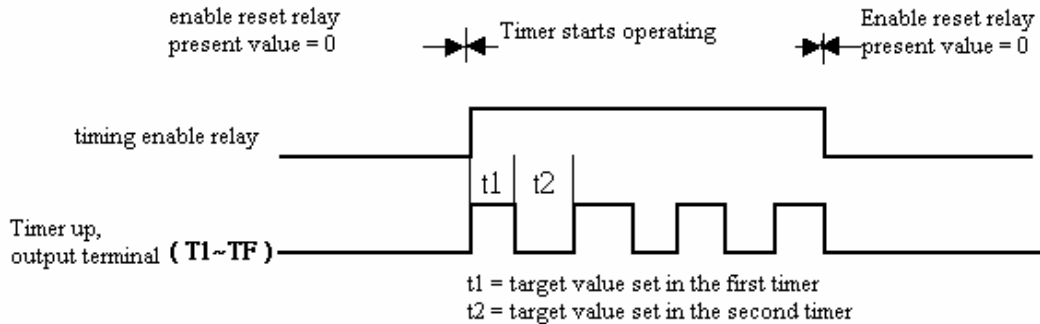 enable reset relay
present value = 0
Timer starts operating
Enable reset relay
present value = 0
timing enable relay
t1
t2
Timer up,
output terminal ( T1~TF )
t1 = target value set in the first timer
t2 = target value set in the second timer